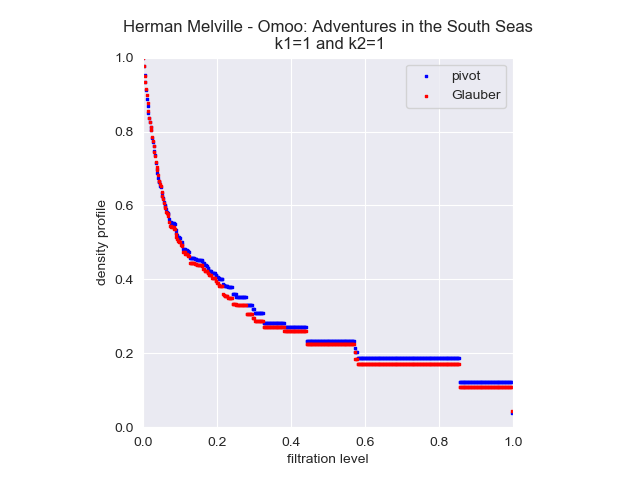 Herman Melville - Omoo: Adventures in the South Seas
k1=1 and k2=1
1.0
0.8
0.6
0.4
0.2
0.0
density profile
pivot
Glauber
0.0 0.2 0.4 0.6 0.8 1.0
filtration level